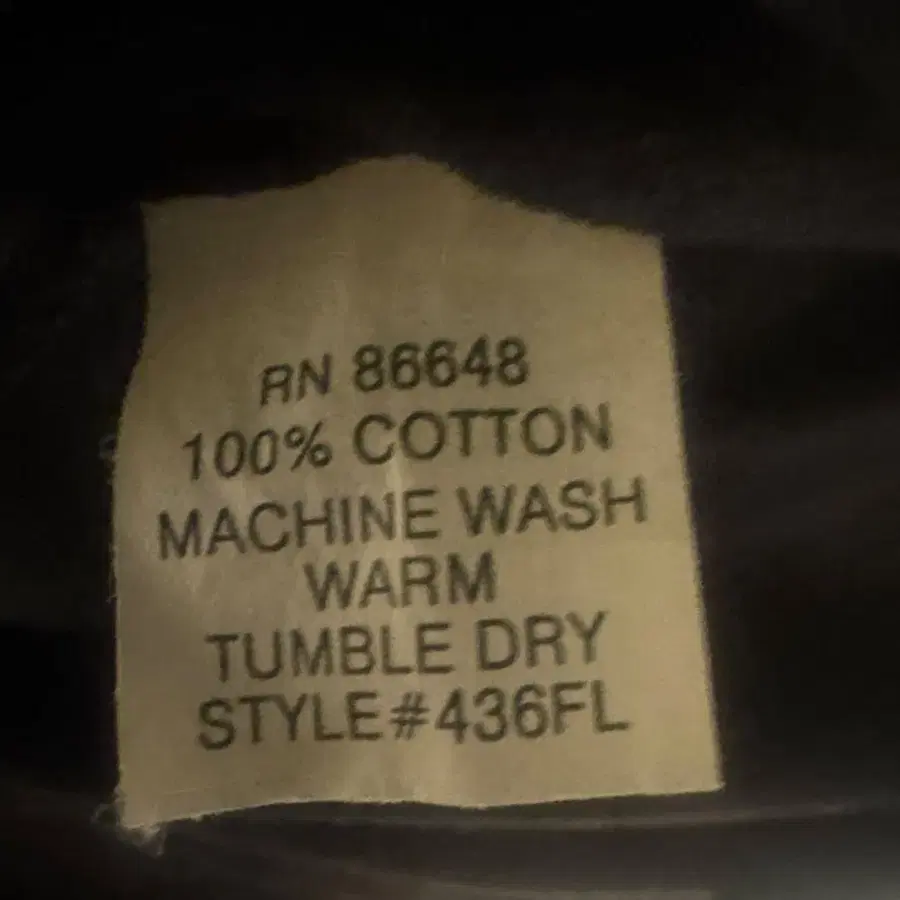 RN 86648
100% COTTON
MACHINE WASH
WARM
TUMBLE DRY
STYLE#436FL